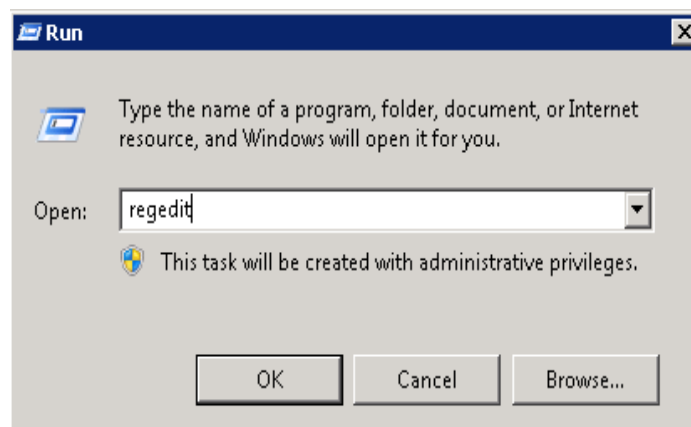 Run
Type the name of a program, folder, document, or Internet
resource, and Windows will open it for you.
Open: regedit
This task will be created with administrative privileges.
OK Cancel Browse...